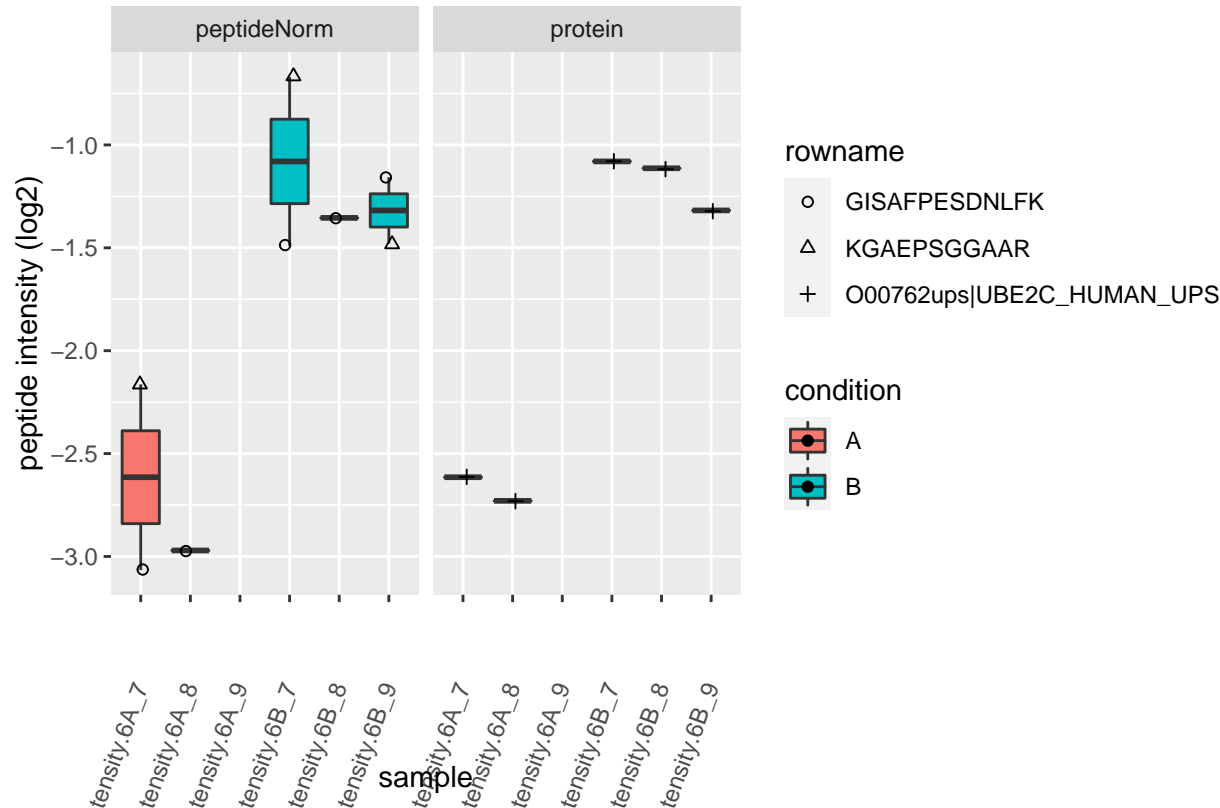 peptideNorm protein
peptide intensity (log2)
−1.0
−1.5
−2.0
−2.5
−3.0
tensity.6A_7
tensity.6A_8
tensity.6A_9
tensity.6B_7
tensity.6B_8
tensity.6B_9
tensity.6A_7
tensity.6A_8
tensity.6A_9
tensity.6B_7
tensity.6B_8
tensity.6B_9
sample
rowname
GISAFPESDNLFK
KGAEPSGGAAR
O00762ups|UBE2C_HUMAN_UPS
condition
A
B